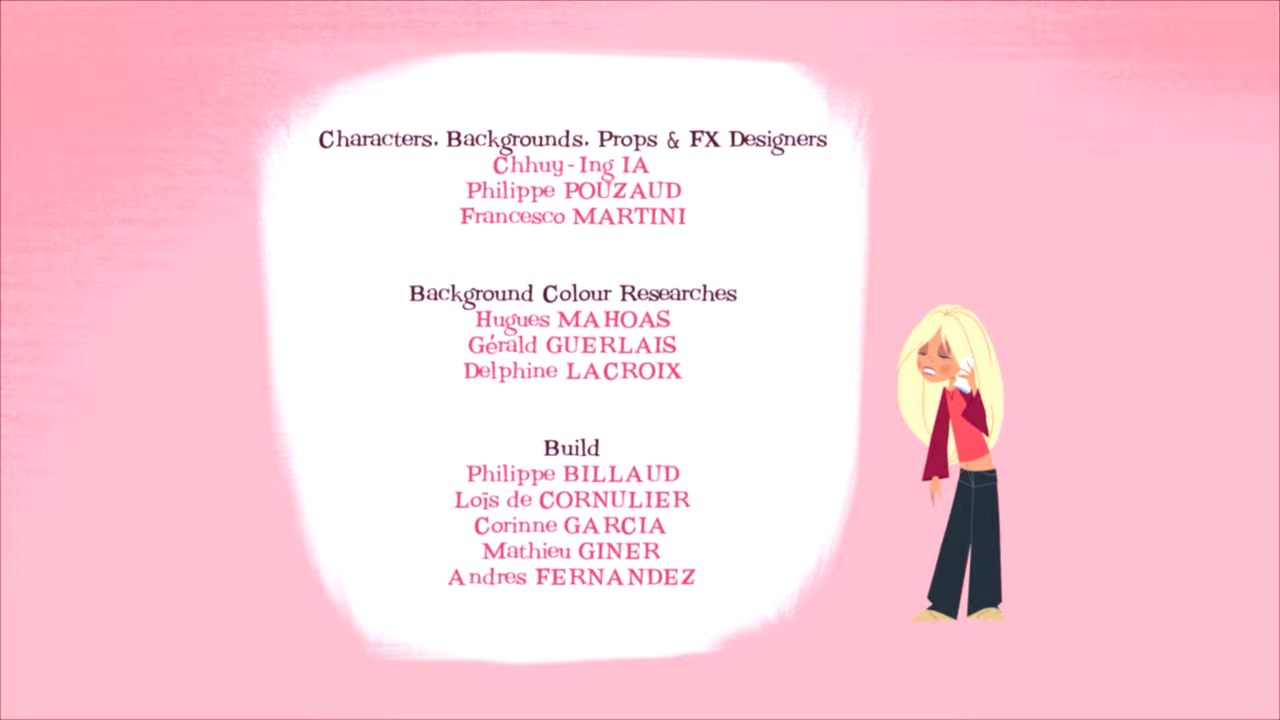 Characters. Backgrounds. Props & FX Designers
Chhuy-Ing IA
Philippe POUZAUD
Francesco MARTINI
Background Colour Researches
Hugues MAHOAS
Gérald GUERLAIS
Delphine LACROIX
Build
Philippe BILLAUD
Loïs de CORNULIER
Corinne GARCIA
Mathieu GINER
Andres FERNANDEZ